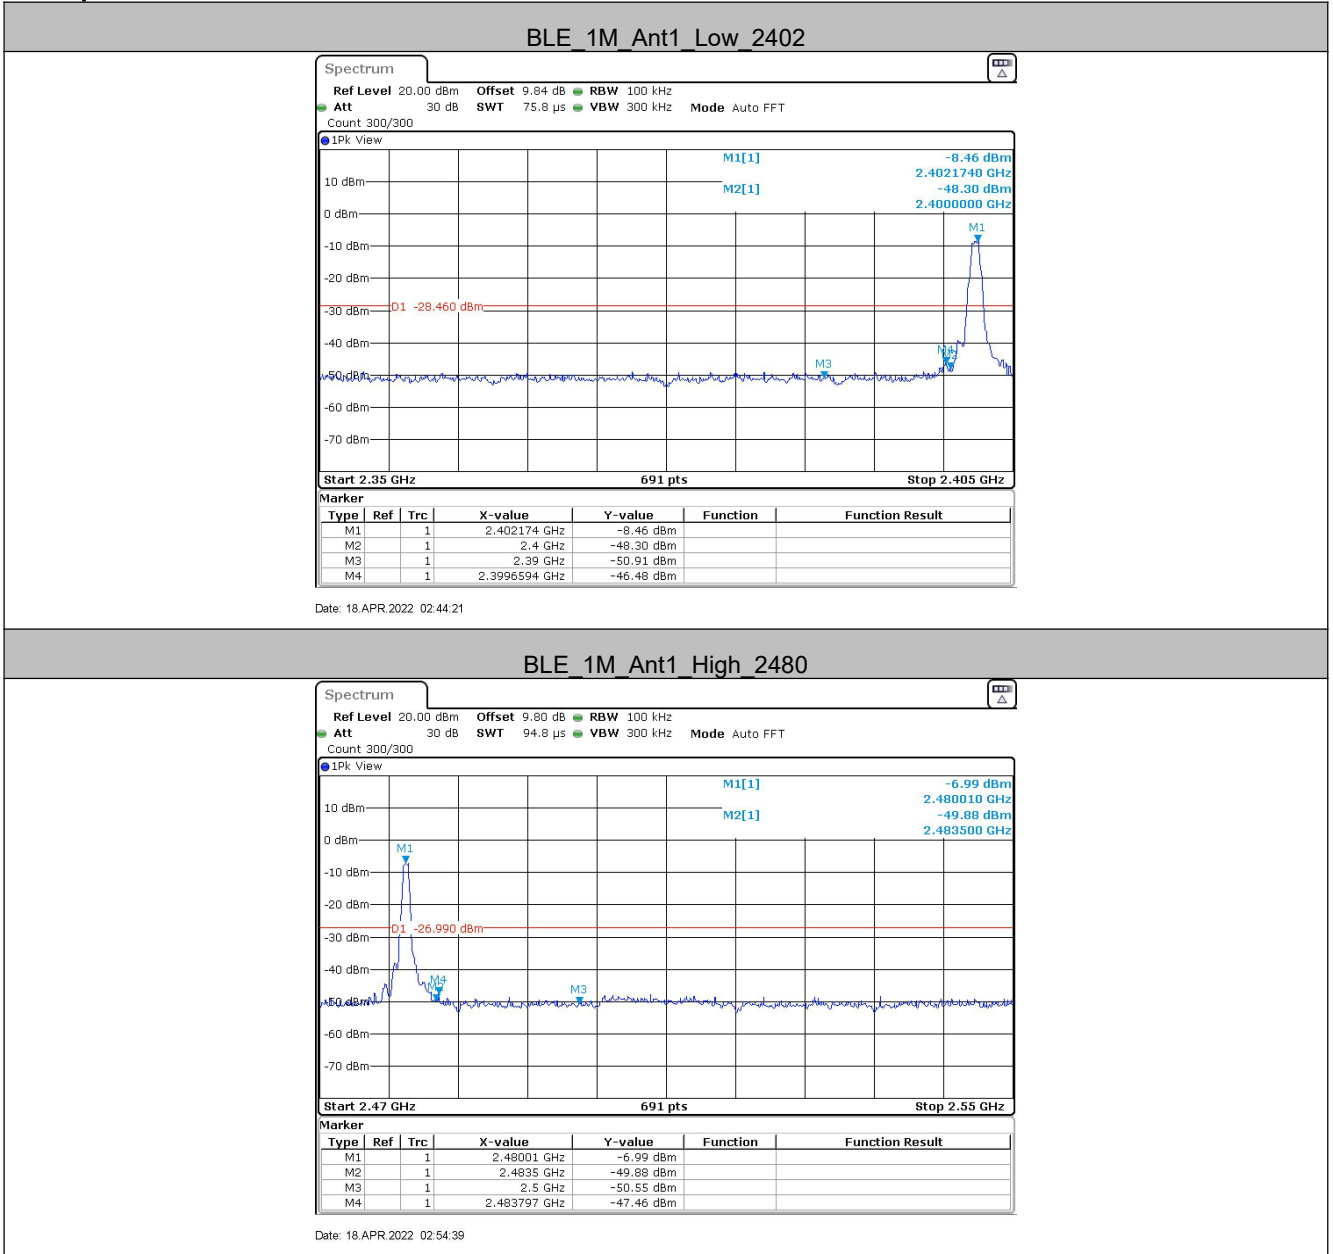 BLE_1M_Ant1_Low_2402
Spectrum
Ref Level 20.00 dBm Offset 9.84 dB RBW 100 kHz
Att 30 dB SWT 75.8 µs VBW 300 kHz Mode Auto FFT
Count 300/300
1Pk View
M1[1] -8.46 dBm
2.4021740 GHz
10 dBm
M2[1] -48.30 dBm
2.4000000 GHz
0 dBm
M1
-10 dBm
-20 dBm
D1 -28.460 dBm
-30 dBm
-40 dBm
M4
M2
M3
-50 dBm
-60 dBm
-70 dBm
Start 2.35 GHz 691 pts Stop 2.405 GHz
Marker
Type Ref Trc X-value Y-value Function Function Result
M1 1 2.402174 GHz -8.46 dBm
M2 1 2.4 GHz -48.30 dBm
M3 1 2.39 GHz -50.91 dBm
M4 1 2.3996594 GHz -46.48 dBm
Date: 18.APR.2022 02:44:21
BLE_1M_Ant1_High_2480
Spectrum
Ref Level 20.00 dBm Offset 9.80 dB RBW 100 kHz
Att 30 dB SWT 94.8 µs VBW 300 kHz Mode Auto FFT
Count 300/300
1Pk View
M1[1] -6.99 dBm
2.480010 GHz
10 dBm
M2[1] -49.88 dBm
2.483500 GHz
0 dBm
M1
-10 dBm
-20 dBm
D1 -26.990 dBm
-30 dBm
-40 dBm
M4
M2
M3
-50 dBm
-60 dBm
-70 dBm
Start 2.47 GHz 691 pts Stop 2.55 GHz
Marker
Type Ref Trc X-value Y-value Function Function Result
M1 1 2.48001 GHz -6.99 dBm
M2 1 2.4835 GHz -49.88 dBm
M3 1 2.5 GHz -50.55 dBm
M4 1 2.483797 GHz -47.46 dBm
Date: 18.APR.2022 02:54:39